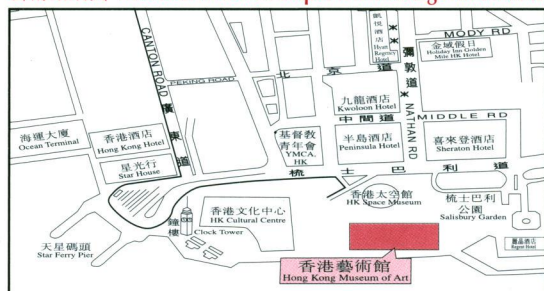 凱悅酒店
Hyatt
Regency
Hotel
MODY RD
金域假日
Holiday Inn Golden
Mile HK Hotel
CANTON ROAD
廣東道
PEKING ROAD
北京道
彌敦道
NATHAN RD
九龍酒店
Kwoloon Hotel
中間道
MIDDLE RD
海運大廈
Ocean Terminal
香港酒店
Hong Kong Hotel
基督教
青年會
YMCA,
HK
半島酒店
Peninsula Hotel
喜來登酒店
Sheraton Hotel
星光行
Star House
梳士巴利道
香港太空館
HK Space Museum
梳士巴利
公園
Salisbury Garden
香港文化中心
HK Cultural Centre
鐘樓
Clock Tower
天星碼頭
Star Ferry Pier
麗晶酒店
Regent Hotel
香港藝術館
Hong Kong Museum of Art